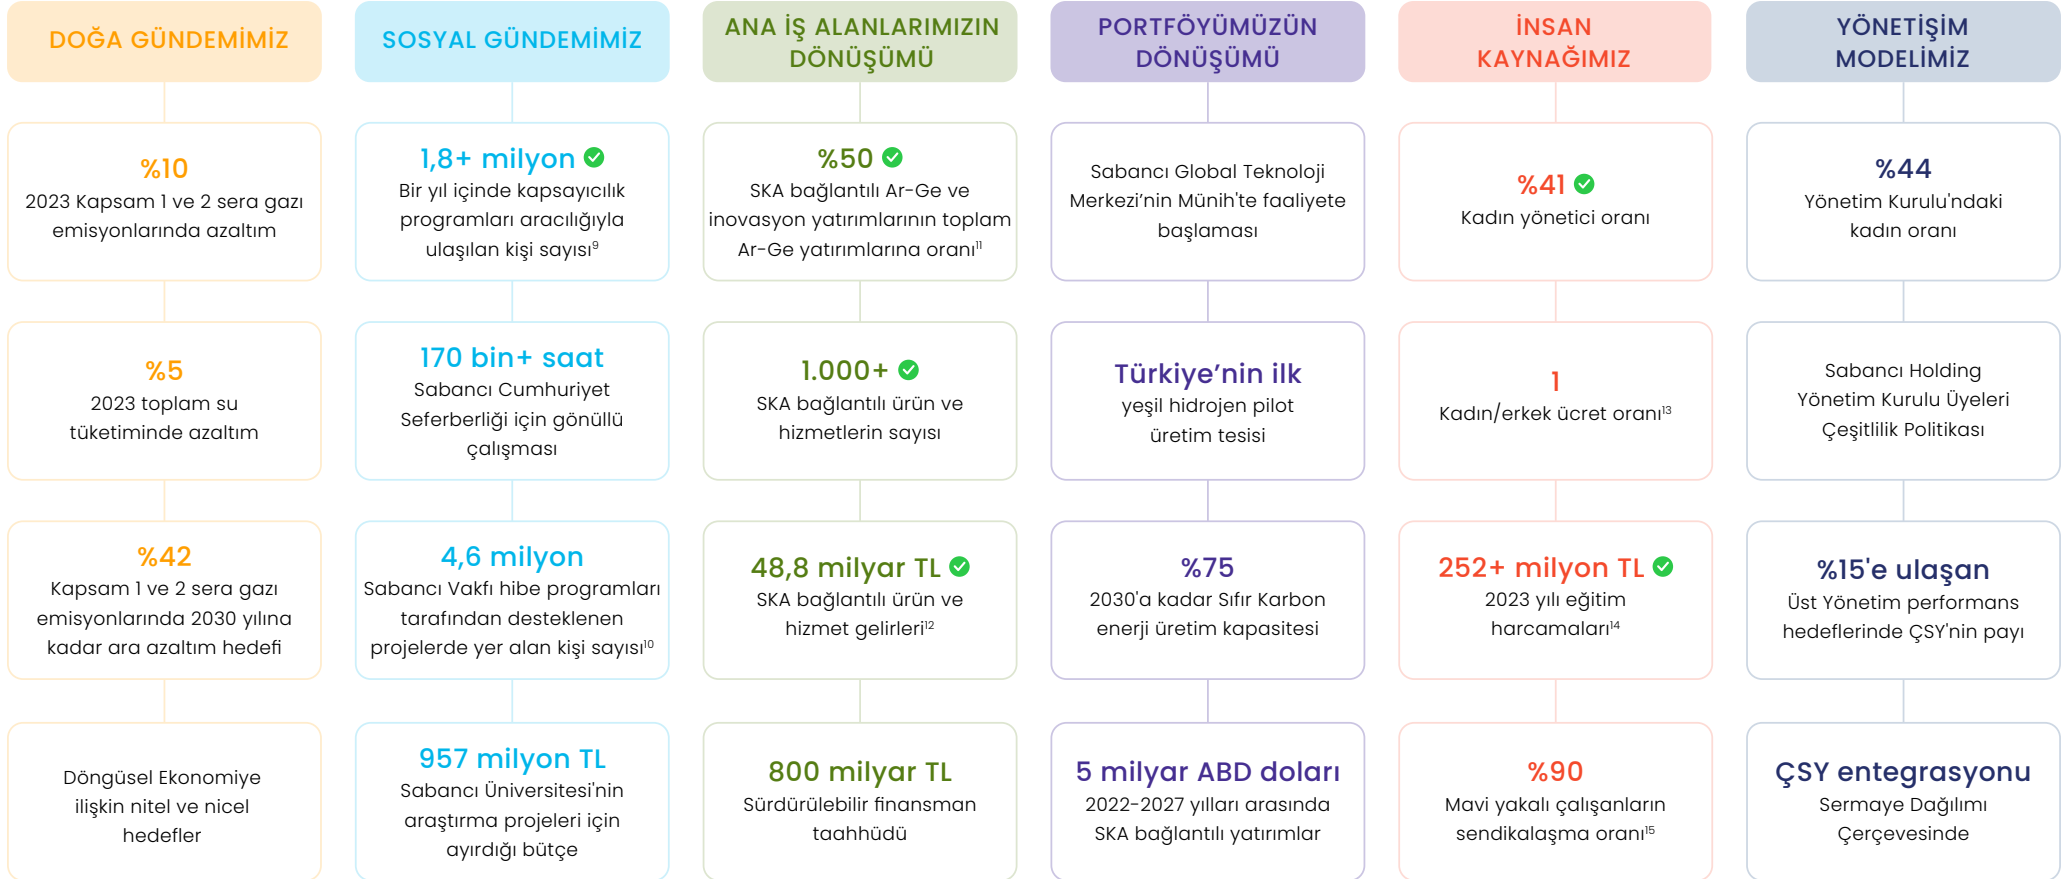 DOĞA GÜNDEMİMİZ
%10
2023 Kapsam 1 ve 2 sera gazı
emisyonlarında azaltım
%5
2023 toplam su
tüketiminde azaltım
%42
Kapsam 1 ve 2 sera gazı
emisyonlarında 2030 yılına
kadar ara azaltım hedefi
Döngüsel Ekonomiye
ilişkin nitel ve nicel
hedefler
SOSYAL GÜNDEMİMİZ
1,8+ milyon
Bir yıl içinde kapsayıcılık
programları aracılığıyla
ulaşılan kişi sayısı⁹
170 bin+ saat
Sabancı Cumhuriyet
Seferberliği için gönüllü
çalışması
4,6 milyon
Sabancı Vakfı hibe programları
tarafından desteklenen
projelerde yer alan kişi sayısı¹⁰
957 milyon TL
Sabancı Üniversitesi'nin
araştırma projeleri için
ayırdığı bütçe
ANA İŞ ALANLARIMIZIN
DÖNÜŞÜMÜ
%50
SKA bağlantılı Ar-Ge ve
inovasyon yatırımlarının toplam
Ar-Ge yatırımlarına oranı¹¹
1.000+
SKA bağlantılı ürün ve
hizmetlerin sayısı
48,8 milyar TL
SKA bağlantılı ürün ve
hizmet gelirleri¹²
800 milyar TL
Sürdürülebilir finansman
taahhüdü
PORTFÖYÜMÜZÜN
DÖNÜŞÜMÜ
Sabancı Global Teknoloji
Merkezi’nin Münih'te faaliyete
başlaması
Türkiye’nin ilk
yeşil hidrojen pilot
üretim tesisi
%75
2030'a kadar Sıfır Karbon
enerji üretim kapasitesi
5 milyar ABD doları
2022-2027 yılları arasında
SKA bağlantılı yatırımlar
İNSAN
KAYNAĞIMIZ
%41
Kadın yönetici oranı
1
Kadın/erkek ücret oranı¹³
252+ milyon TL
2023 yılı eğitim
harcamaları¹⁴
%90
Mavi yakalı çalışanların
sendikalaşma oranı¹⁵
YÖNETİŞİM
MODELİMİZ
%44
Yönetim Kurulu'ndaki
kadın oranı
Sabancı Holding
Yönetim Kurulu Üyeleri
Çeşitlilik Politikası
%15'e ulaşan
Üst Yönetim performans
hedeflerinde ÇSY'nin payı
ÇSY entegrasyonu
Sermaye Dağılımı
Çerçevesinde